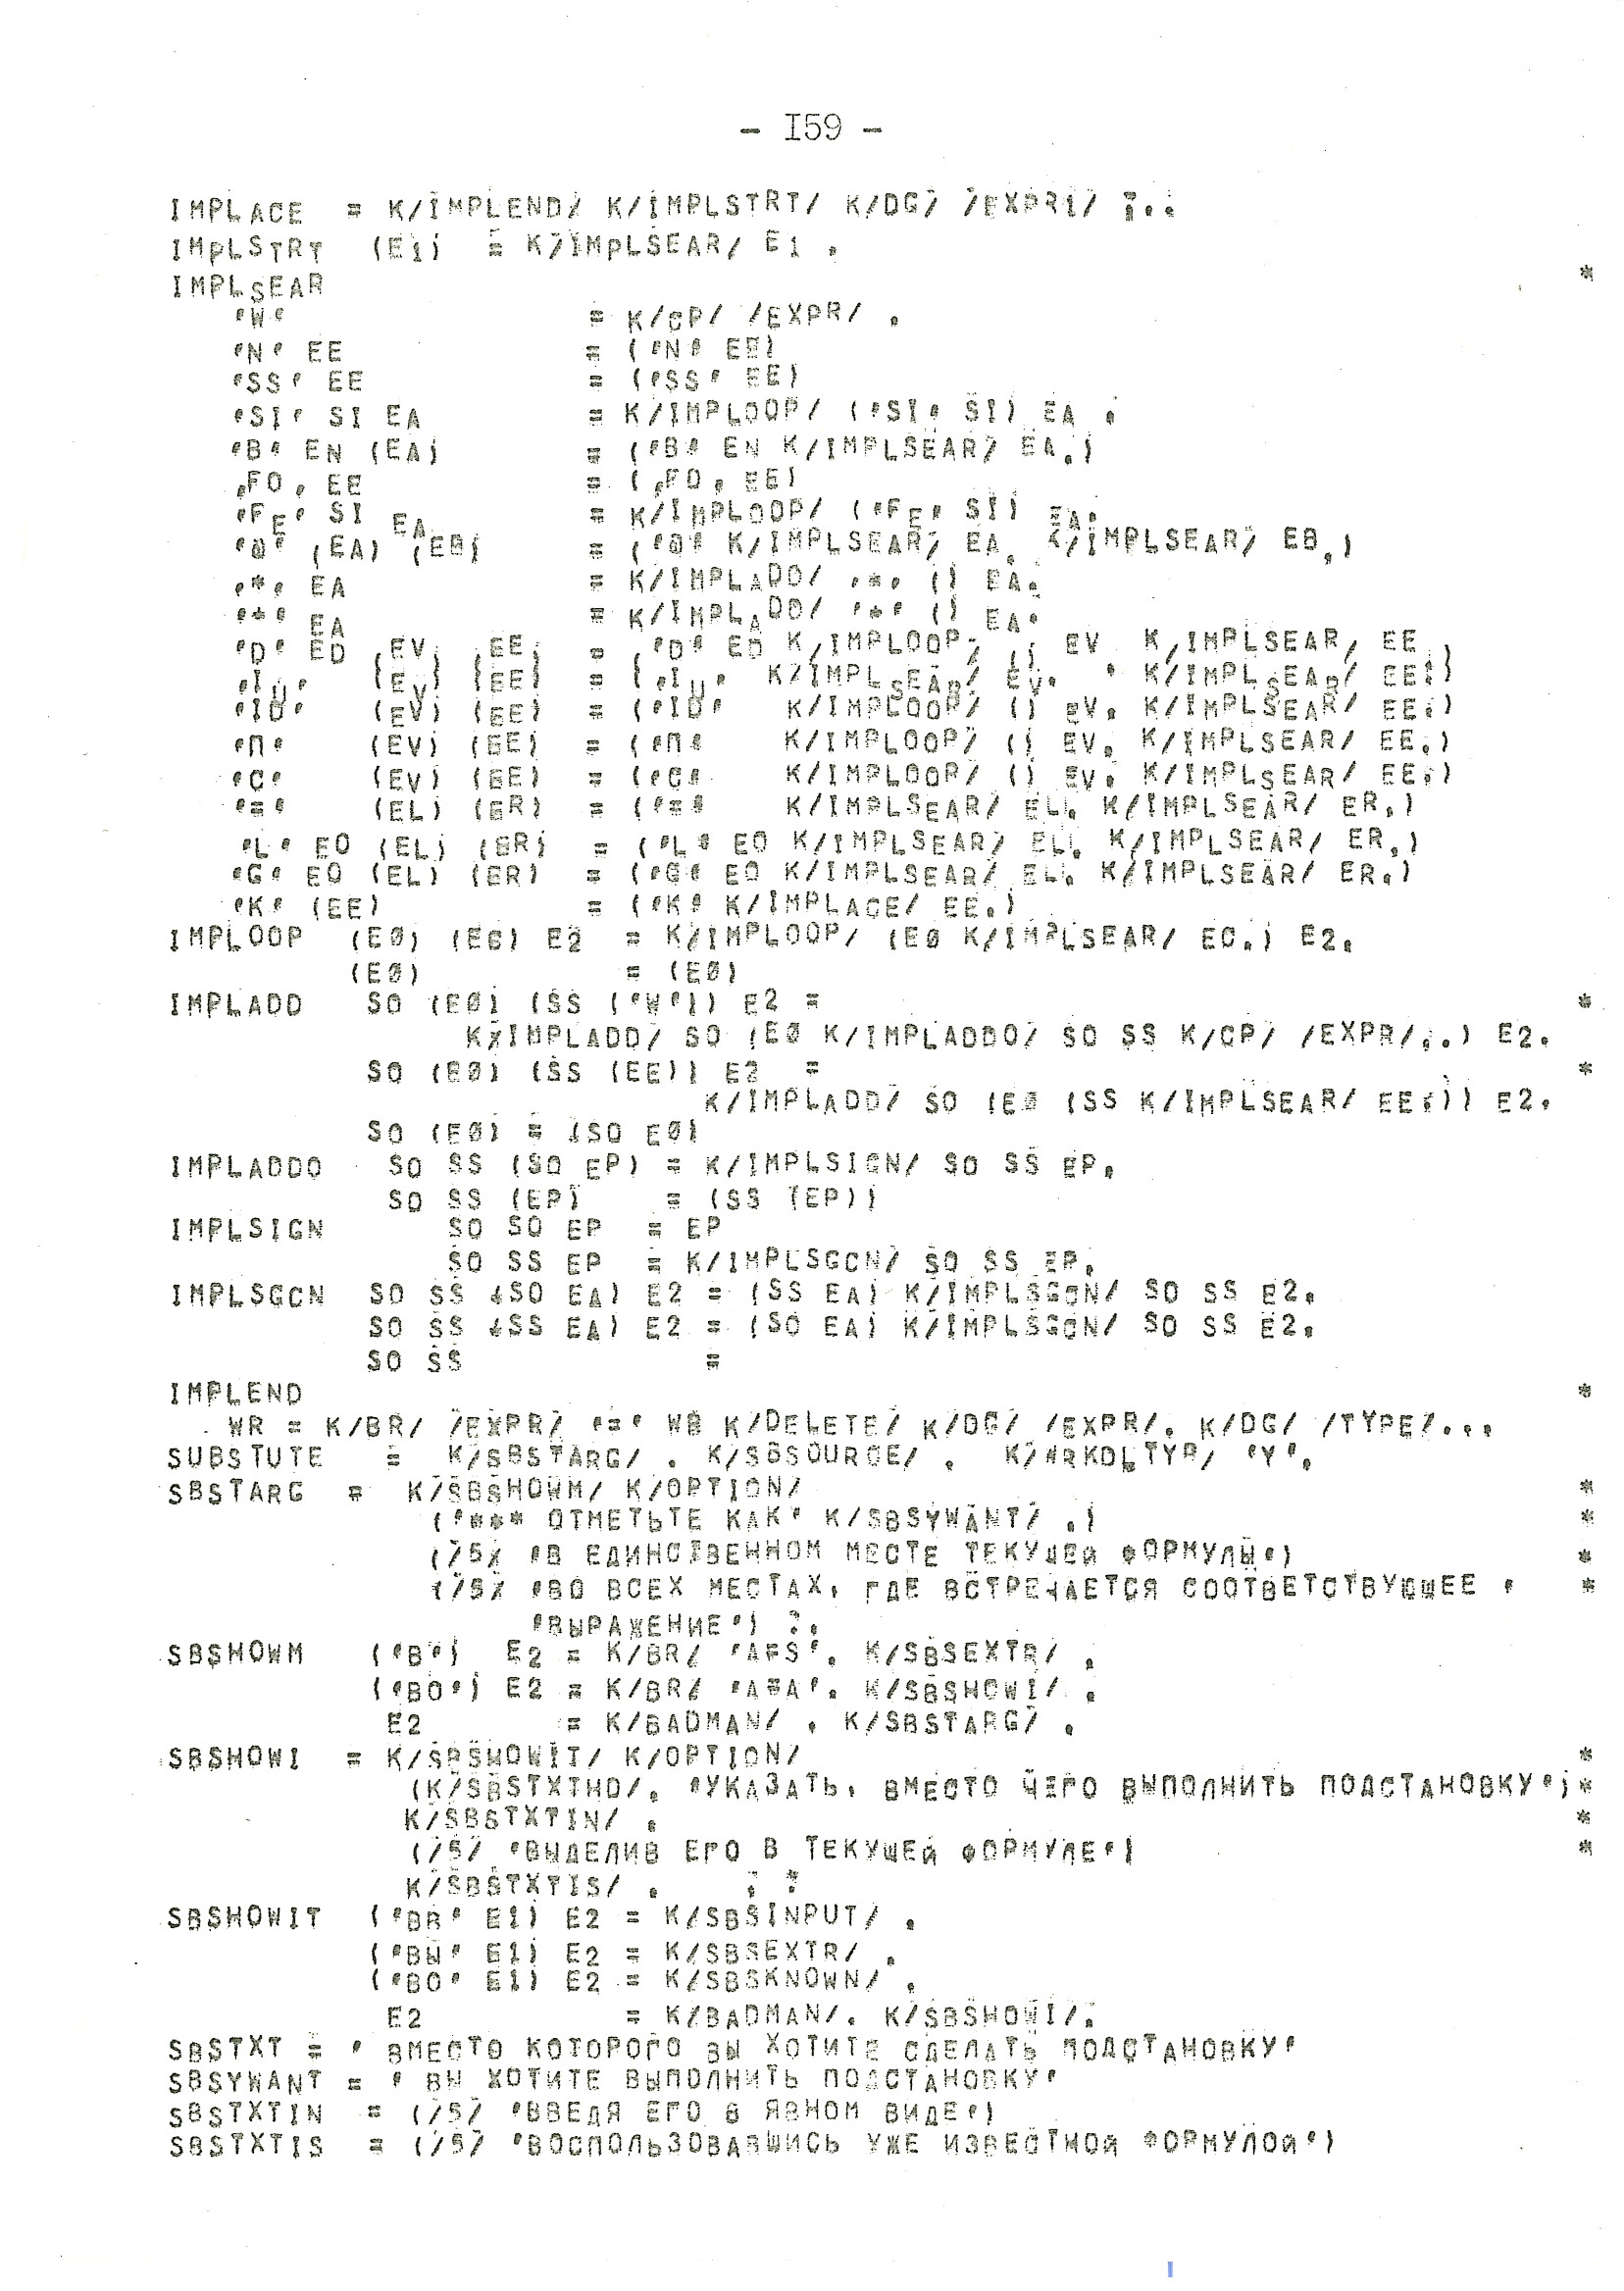 - I59 -
IMPLACE = K/IMPLEND/ K/IMPLSTRT/ K/DG/ /EXPR1/ ...
IMPLSTRT (E1) = K/IMPLSEAR/ E1 .
IMPLSEAR *
'W' = K/CP/ /EXPR/ .
'N' EE = ('N' EE)
'SS' EE = ('SS' EE)
'SI' SI EA = K/IMPLOOP/ ('SI' SI) EA .
'B' EN (EA) = ('B' EN K/IMPLSEAR/ EA.)
'FO' EE = ('FO' EE)
'FE' SI EA = K/IMPLOOP/ ('FE' SI) EA.
'@' (EA) (EB) = ('@' K/IMPLSEAR/ EA. K/IMPLSEAR/ EB.)
'*' EA = K/IMPLADD/ '*' () EA.
'+' EA = K/IMPLADD/ '+' () EA.
'D' ED (EV) (EE) = ('D' ED K/IMPLOOP/ () EV. K/IMPLSEAR/ EE.)
'IU' (EV) (EE) = ('IU' K/IMPLSEAR/ EV. K/IMPLSEAR/ EE.)
'ID' (EV) (EE) = ('ID' K/IMPLOOP/ () EV. K/IMPLSEAR/ EE.)
'П' (EV) (EE) = ('П' K/IMPLOOP/ () EV. K/IMPLSEAR/ EE.)
'C' (EV) (EE) = ('C' K/IMPLOOP/ () EV. K/IMPLSEAR/ EE.)
'=' (EL) (ER) = ('=' K/IMPLSEAR/ EL. K/IMPLSEAR/ ER.)
'L' EO (EL) (ER) = ('L' EO K/IMPLSEAR/ EL. K/IMPLSEAR/ ER.)
'G' EO (EL) (ER) = ('G' EO K/IMPLSEAR/ EL. K/IMPLSEAR/ ER.)
'K' (EE) = ('K' K/IMPLACE/ EE.)
IMPLOOP (EØ) (EC) E2 = K/IMPLOOP/ (EØ K/IMPLSEAR/ EC.) E2.
(EØ) = (EØ)
IMPLADD SO (EØ) (SS ('W')) E2 = *
K/IMPLADD/ SO (EØ K/IMPLADDO/ SO SS K/CP/ /EXPR/..) E2.
SO (EØ) (SS (EE)) E2 = *
K/IMPLADD/ SO (EØ (SS K/IMPLSEAR/ EE.)) E2.
SO (EØ) = (SO EØ)
IMPLADDO SO SS (SO EP) = K/IMPLSIGN/ SO SS EP.
SO SS (EP) = (SS (EP))
IMPLSIGN SO SO EP = EP
SO SS EP = K/IMPLSGCN/ SO SS EP.
IMPLSGCN SO SS (SO EA) E2 = (SS EA) K/IMPLSGCN/ SO SS E2.
SO SS (SS EA) E2 = (SO EA) K/IMPLSGCN/ SO SS E2.
SO SS =
IMPLEND *
WR = K/BR/ /EXPR/ '=' WB K/DELETE/ K/DG/ /EXPR/. K/DG/ /TYPE/...
SUBSTUTE = K/SBSTARG/ . K/SBSOURCE/ . K/WRKDLTYP/ 'Y'.
SBSTARG = K/SBSHOWM/ K/OPTION/ *
('*** ОТМЕТЬТЕ КАК' K/SBSYWANT/ .) *
(/5/ 'В ЕДИНСТВЕННОМ МЕСТЕ ТЕКУЩЕЙ ФОРМУЛЫ') *
(/5/ 'ВО ВСЕХ МЕСТАХ, ГДЕ ВСТРЕЧАЕТСЯ СООТВЕТСТВУЮЩЕЕ ' *
'ВЫРАЖЕНИЕ') ..
SBSHOWM ('B') E2 = K/BR/ 'AFS'. K/SBSEXTR/ .
('BO') E2 = K/BR/ 'AFA'. K/SBSHOWI/ .
E2 = K/BADMAN/ . K/SBSTARG/ .
SBSHOWI = K/SBSHOWIT/ K/OPTION/ *
(K/SBSTXTHD/. 'УКАЗАТЬ, ВМЕСТО ЧЕГО ВЫПОЛНИТЬ ПОДСТАНОВКУ') *
K/SBSTXTIN/ . *
(/5/ 'ВЫДЕЛИВ ЕГО В ТЕКУЩЕЙ ФОРМУЛЕ') *
K/SBSTXTIS/ . . .
SBSHOWIT ('BB' E1) E2 = K/SBSINPUT/ .
('BW' E1) E2 = K/SBSEXTR/ .
('BO' E1) E2 = K/SBSKNOWN/ .
E2 = K/BADMAN/. K/SBSHOWI/.
SBSTXT = ' ВМЕСТО КОТОРОГО ВЫ ХОТИТЕ СДЕЛАТЬ ПОДСТАНОВКУ'
SBSYWANT = ' ВЫ ХОТИТЕ ВЫПОЛНИТЬ ПОДСТАНОВКУ'
SBSTXTIN = (/5/ 'ВВЕДЯ ЕГО В ЯВНОМ ВИДЕ')
SBSTXTIS = (/5/ 'ВОСПОЛЬЗОВАВШИСЬ УЖЕ ИЗВЕСТНОЙ ФОРМУЛОЙ')